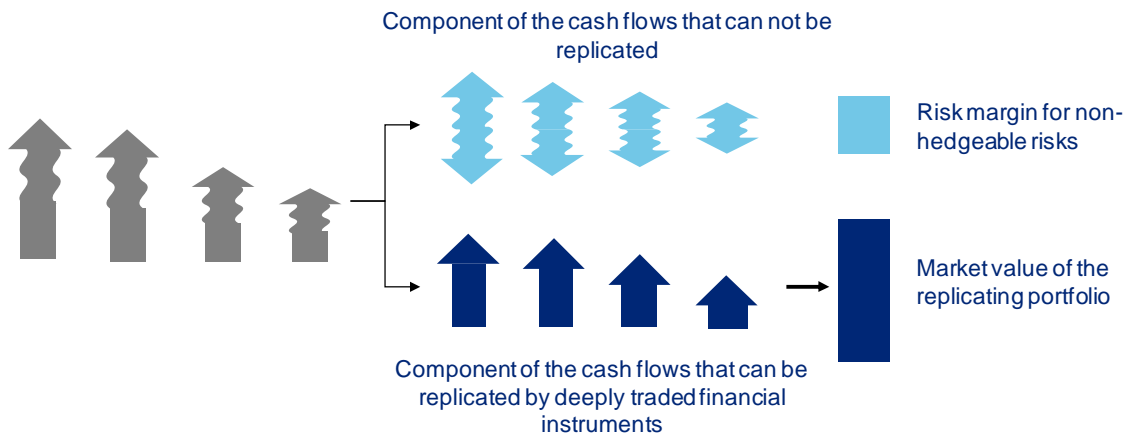 Component of the cash flows that can not be
replicated
Risk margin for non-
hedgeable risks
Market value of the
replicating portfolio
Component of the cash flows that can be
replicated by deeply traded financial
instruments